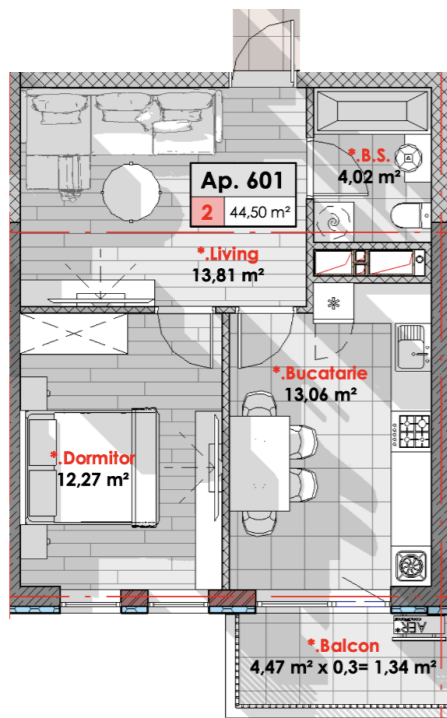 *.B.S.
4,02 m²
Ap. 601
2 44,50 m²
*.Living
13,81 m²
*.Bucatarie
13,06 m²
*.Dormitor
12,27 m²
AER*
*.Balcon
4,47 m² x 0,3= 1,34 m²